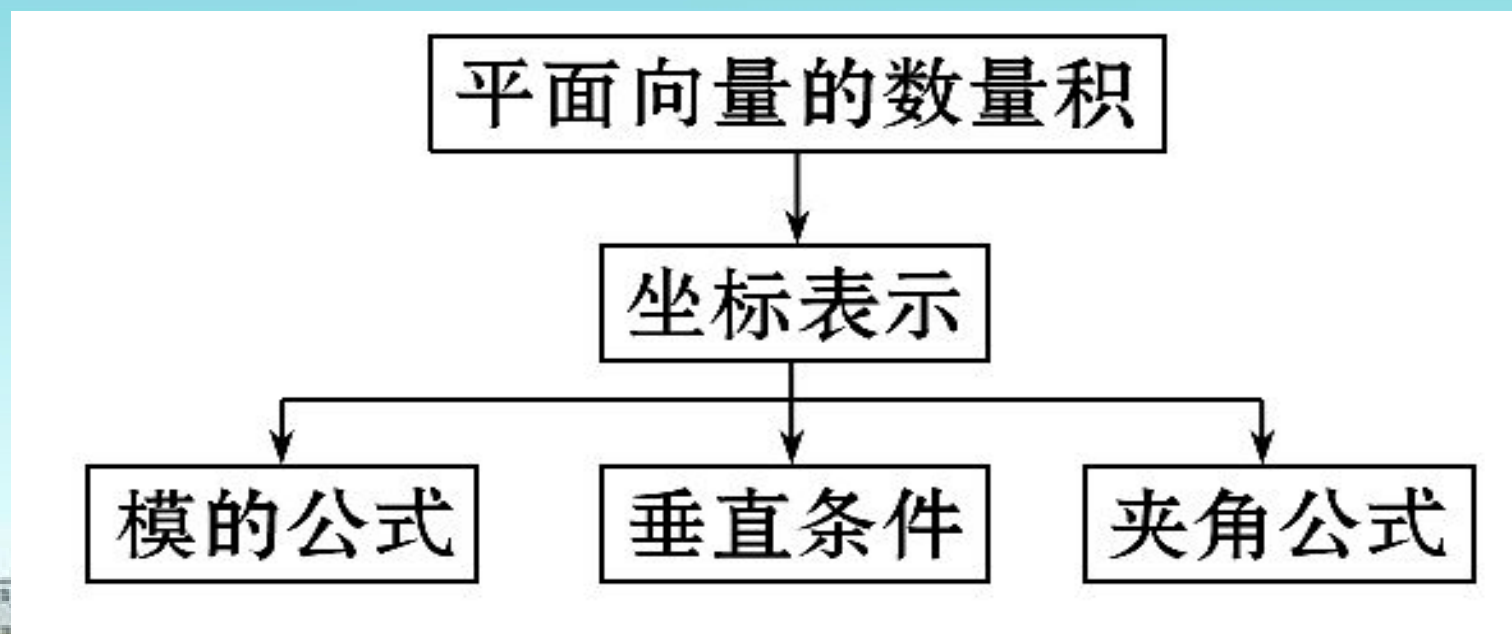 平面向量的数量积
坐标表示
模的公式
垂直条件
夹角公式